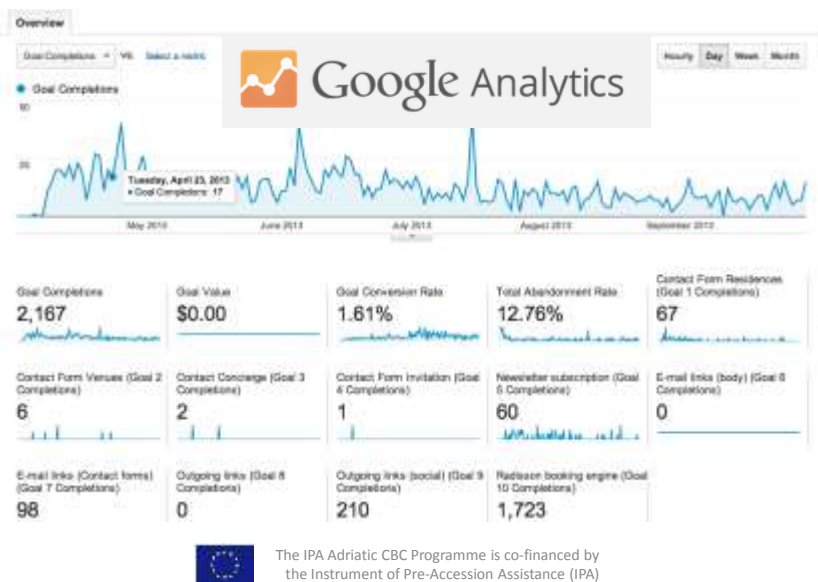 Overview
Goal Completions VS. Select a metric
Google Analytics
Hourly Day Week Month
Goal Completions
50
25
Tuesday, April 23, 2013
Goal Completions: 17
May 2013 June 2013 July 2013 August 2013 September 2013
Goal Completions
2,167
Goal Value
$0.00
Goal Conversion Rate
1.61%
Total Abandonment Rate
12.76%
Contact Form Residences
(Goal 1 Completions)
67
Contact Form Venues (Goal 2
Completions)
6
Contact Concierge (Goal 3
Completions)
2
Contact Form Invitation (Goal
4 Completions)
1
Newsletter subscription (Goal
5 Completions)
60
E-mail links (body) (Goal 6
Completions)
0
E-mail links (Contact forms)
(Goal 7 Completions)
98
Outgoing links (Goal 8
Completions)
0
Outgoing links (social) (Goal 9
Completions)
210
Radisson booking engine (Goal
10 Completions)
1,723
The IPA Adriatic CBC Programme is co-financed by
the Instrument of Pre-Accession Assistance (IPA)